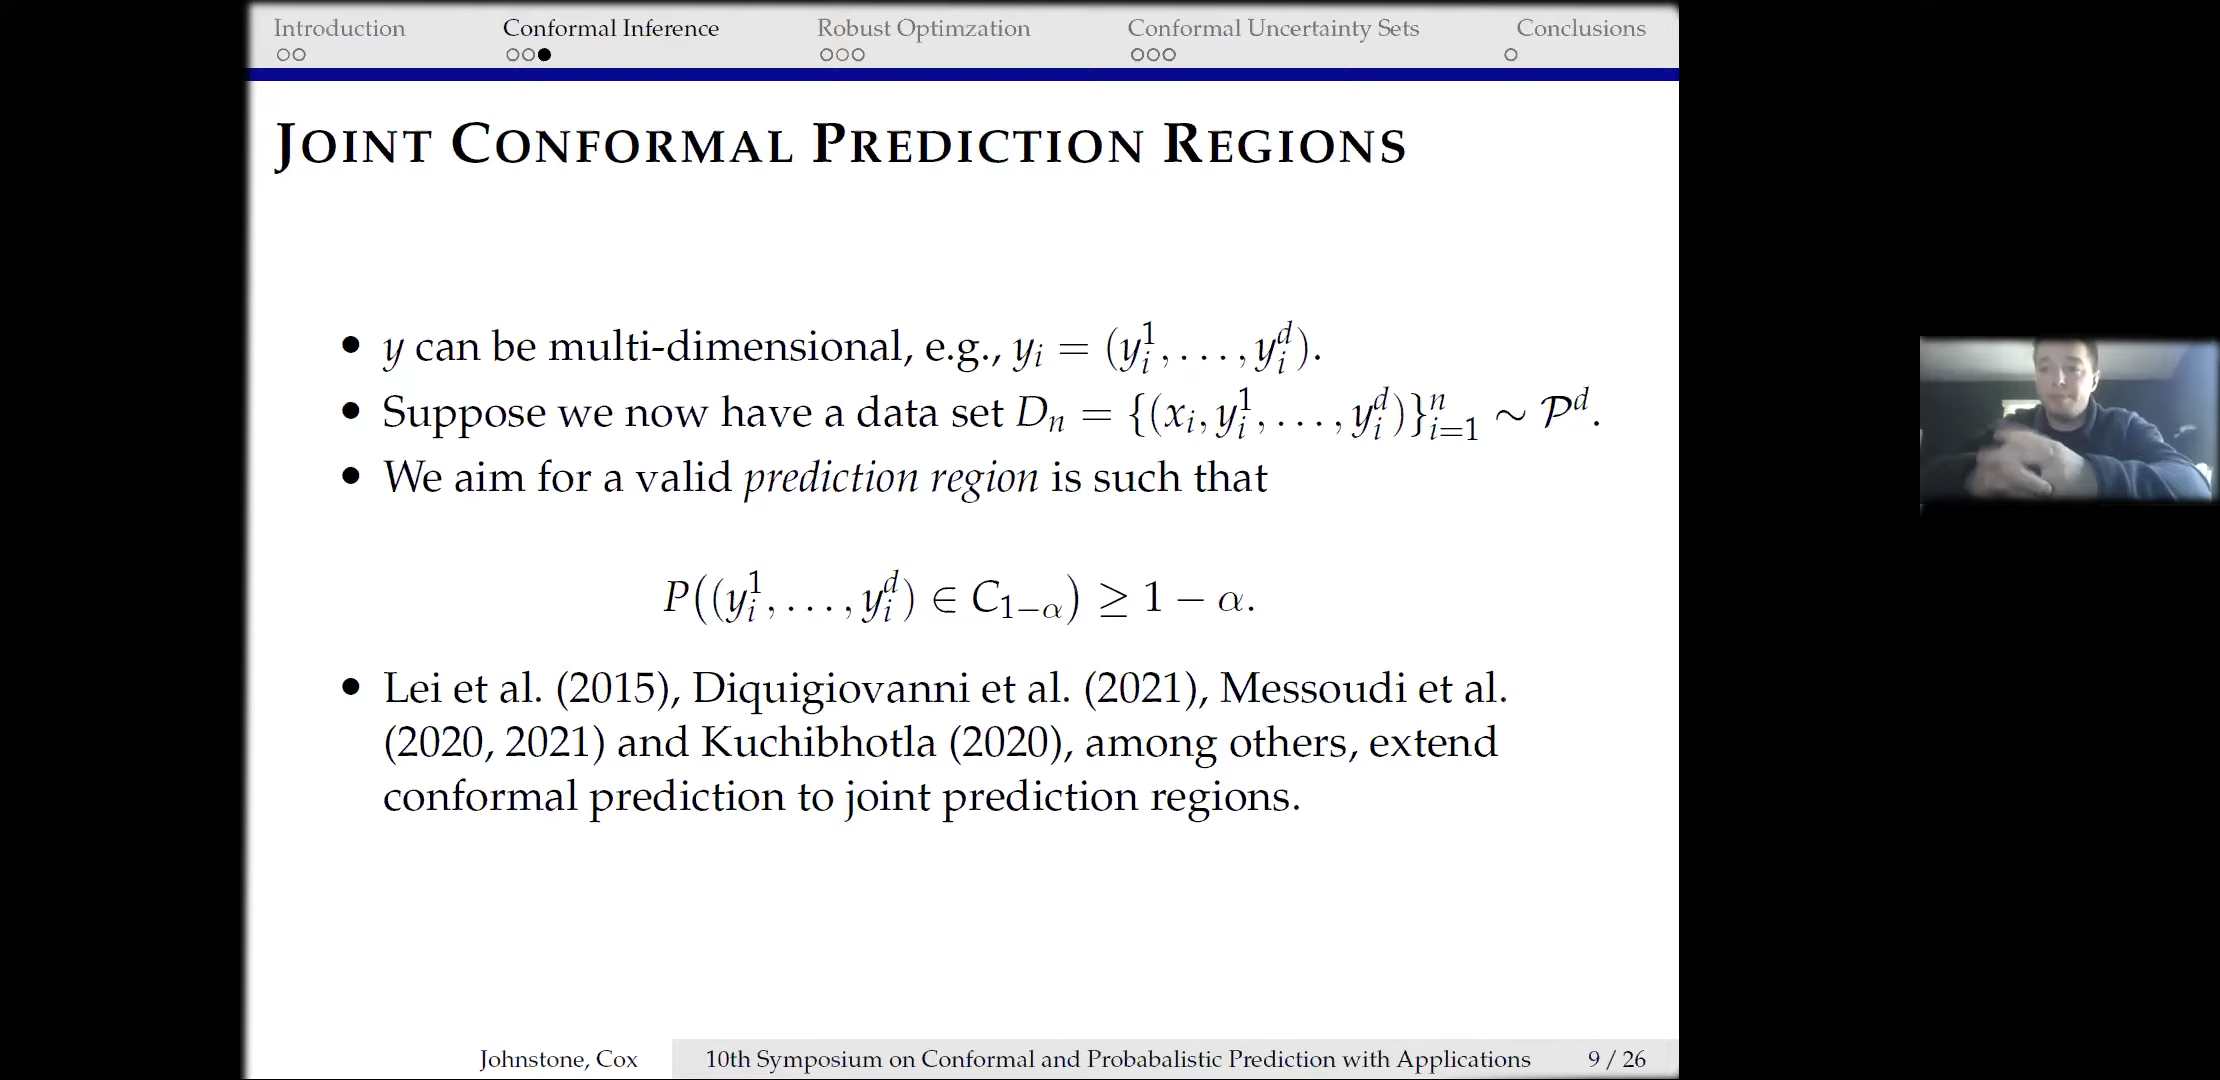 Introduction Conformal Inference Robust Optimzation Conformal Uncertainty Sets Conclusions
JOINT CONFORMAL PREDICTION REGIONS
• y can be multi-dimensional, e.g., y_i = (y_i^1, . . . , y_i^d).
• Suppose we now have a data set D_n = {(x_i, y_i^1, . . . , y_i^d)}_{i=1}^n ∼ 𝒫^d.
• We aim for a valid prediction region is such that
P((y_i^1, . . . , y_i^d) ∈ C_{1−α}) ≥ 1 − α.
• Lei et al. (2015), Diquigiovanni et al. (2021), Messoudi et al.
(2020, 2021) and Kuchibhotla (2020), among others, extend
conformal prediction to joint prediction regions.
Johnstone, Cox 10th Symposium on Conformal and Probabalistic Prediction with Applications 9 / 26